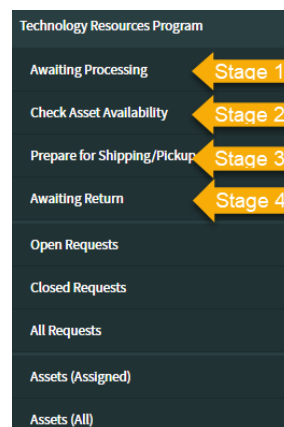 Technology Resources Program
Awaiting Processing Stage 1
Check Asset Availability Stage 2
Prepare for Shipping/Pickup Stage 3
Awaiting Return Stage 4
Open Requests
Closed Requests
All Requests
Assets (Assigned)
Assets (All)